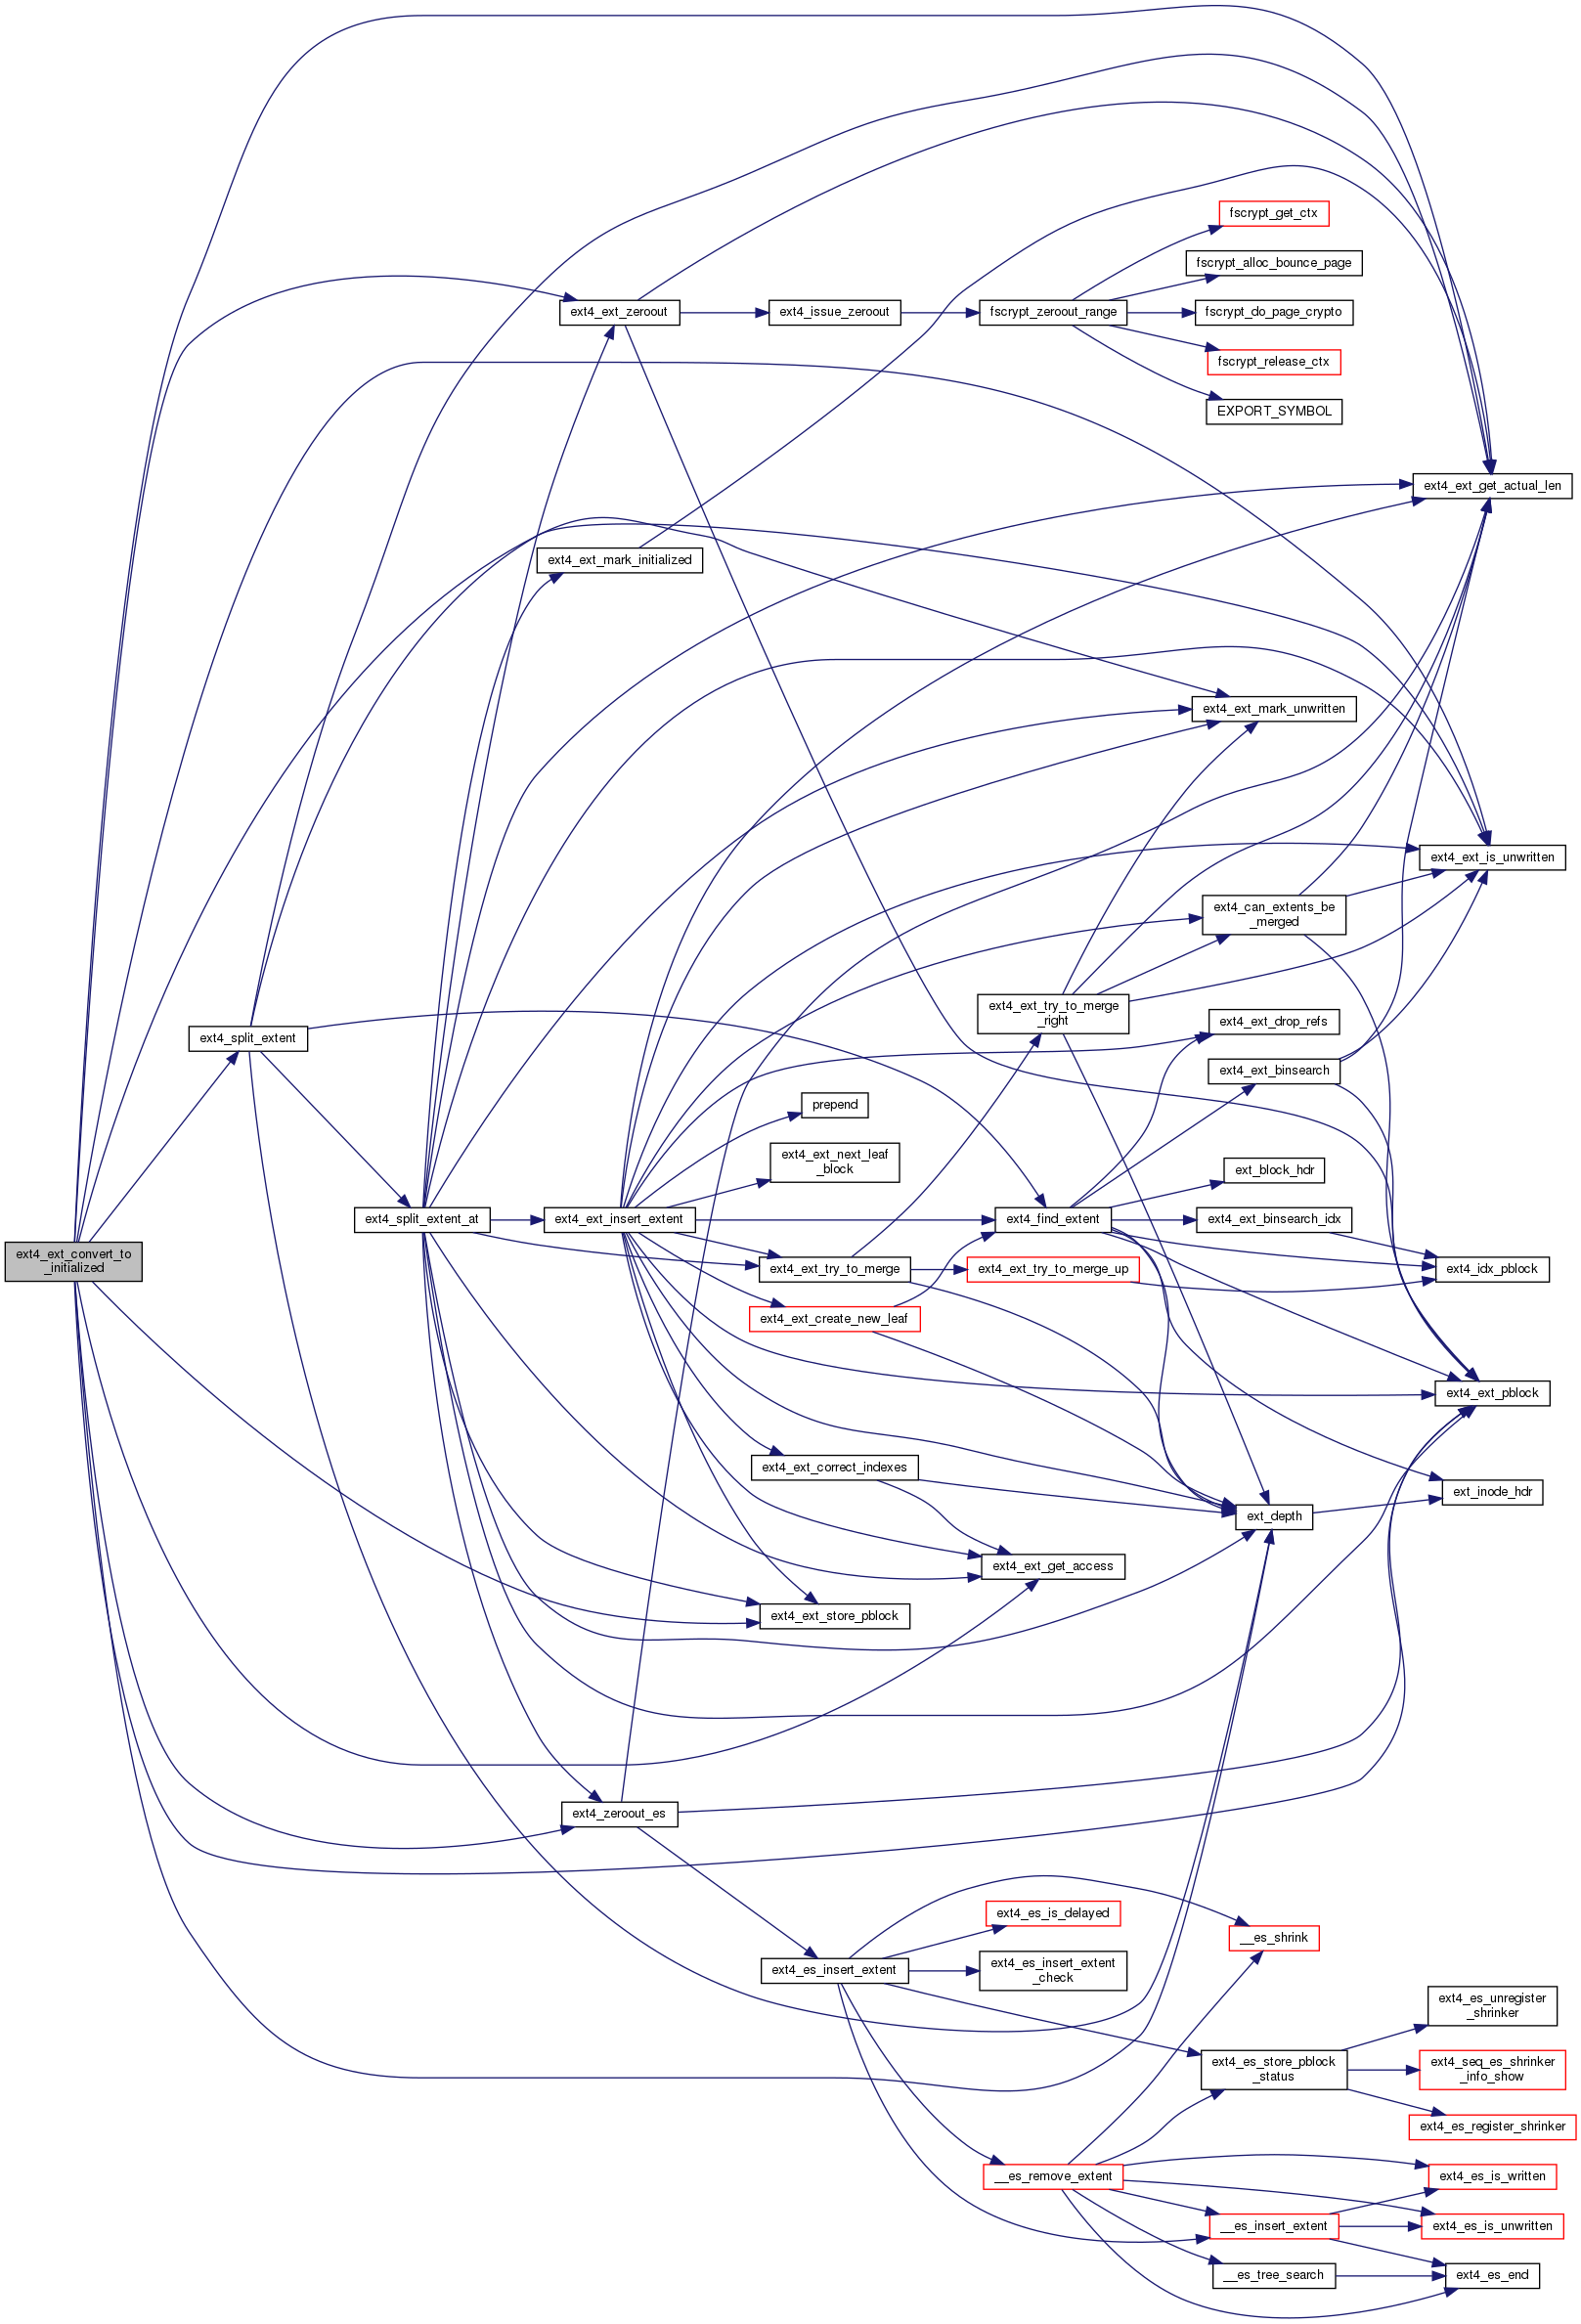 fscrypt_get_ctx
fscrypt_alloc_bounce_page
ext4_ext_zeroout
ext4_issue_zeroout
fscrypt_zeroout_range
fscrypt_do_page_crypto
fscrypt_release_ctx
EXPORT_SYMBOL
ext4_ext_get_actual_len
ext4_ext_mark_initialized
ext4_ext_mark_unwritten
ext4_ext_is_unwritten
ext4_can_extents_be
_merged
ext4_ext_try_to_merge
_right
ext4_ext_drop_refs
ext4_split_extent
ext4_ext_binsearch
prepend
ext4_ext_next_leaf
_block
ext_block_hdr
ext4_split_extent_at
ext4_ext_insert_extent
ext4_find_extent
ext4_ext_binsearch_idx
ext4_ext_convert_to
_initialized
ext4_ext_try_to_merge
ext4_ext_try_to_merge_up
ext4_idx_pblock
ext4_ext_create_new_leaf
ext4_ext_pblock
ext4_ext_correct_indexes
ext_inode_hdr
ext_depth
ext4_ext_get_access
ext4_ext_store_pblock
ext4_zeroout_es
ext4_es_is_delayed
__es_shrink
ext4_es_insert_extent
ext4_es_insert_extent
_check
ext4_es_unregister
_shrinker
ext4_es_store_pblock
_status
ext4_seq_es_shrinker
_info_show
ext4_es_register_shrinker
__es_remove_extent
ext4_es_is_written
__es_insert_extent
ext4_es_is_unwritten
__es_tree_search
ext4_es_end